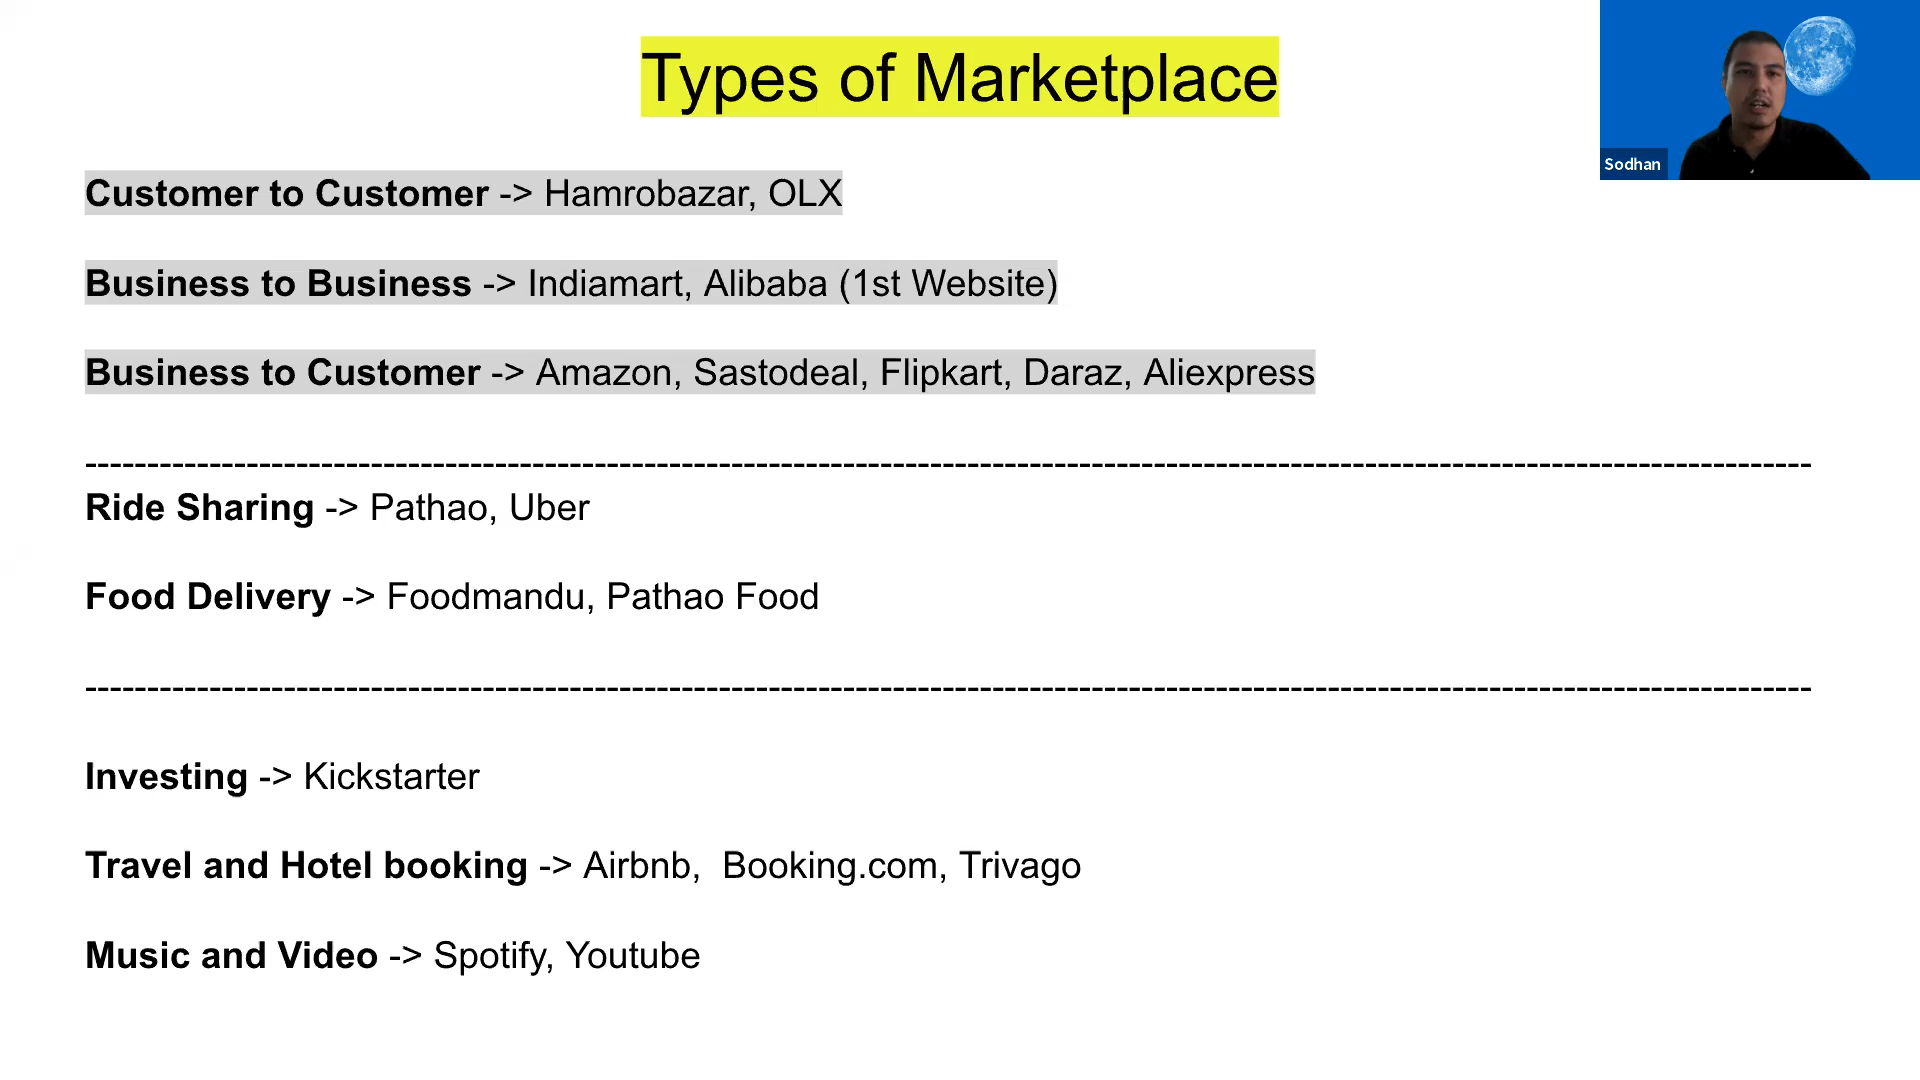 Types of Marketplace
Sodhan
Customer to Customer -> Hamrobazar, OLX
Business to Business -> Indiamart, Alibaba (1st Website)
Business to Customer -> Amazon, Sastodeal, Flipkart, Daraz, Aliexpress
Ride Sharing -> Pathao, Uber
Food Delivery -> Foodmandu, Pathao Food
Investing -> Kickstarter
Travel and Hotel booking -> Airbnb,  Booking.com, Trivago
Music and Video -> Spotify, Youtube